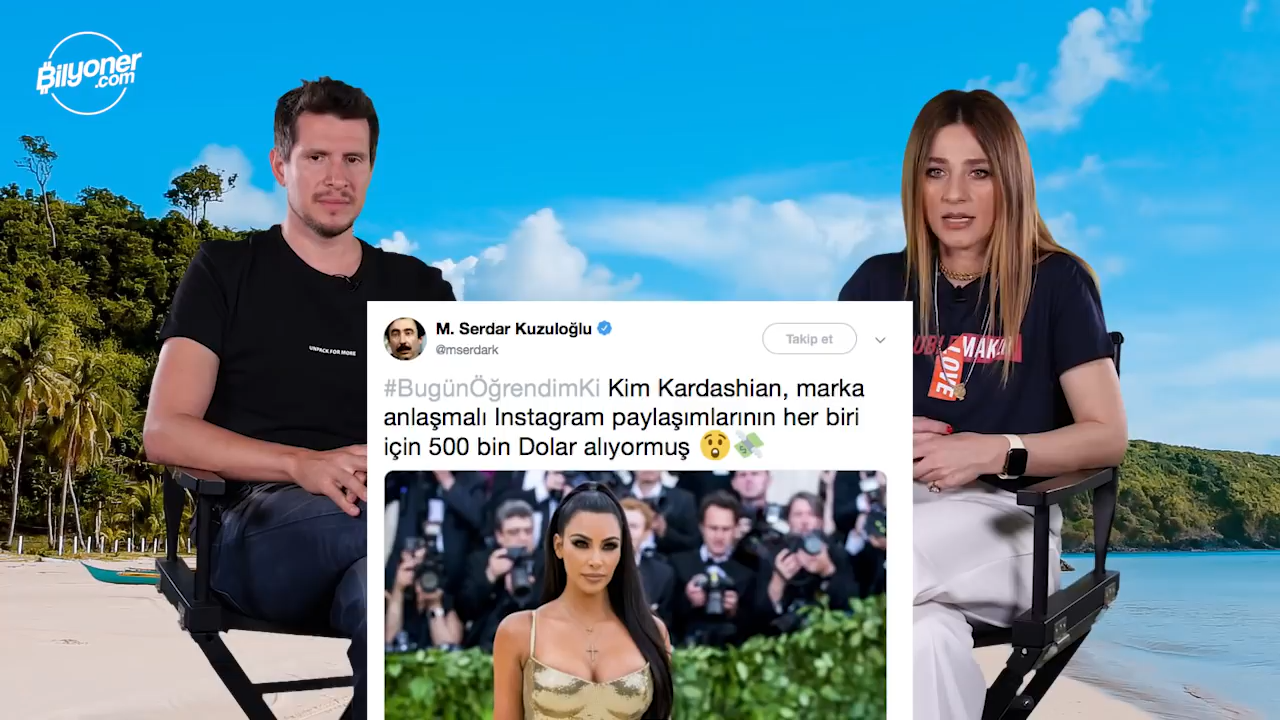 Bilyoner
.com
M. Serdar Kuzuloğlu
@mserdark
Takip et
#BugünÖğrendimKi Kim Kardashian, marka
anlaşmalı Instagram paylaşımlarının her biri
için 500 bin Dolar alıyormuş 😲💸
UNPACK FOR MORE
LOVE